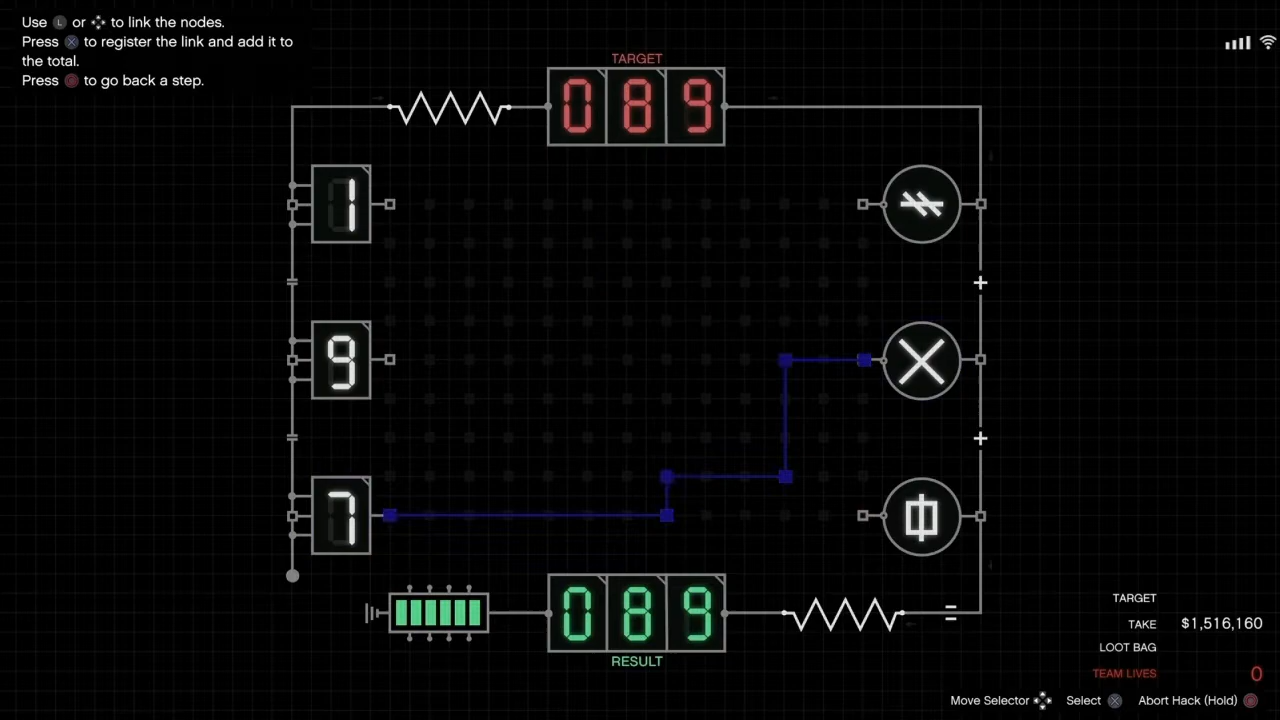 Use L or to link the nodes.
Press X to register the link and add it to
the total.
Press to go back a step.
TARGET
089
1
9
7
089
RESULT
TARGET
TAKE $1,516,160
LOOT BAG
TEAM LIVES 0
Move Selector Select Abort Hack (Hold)